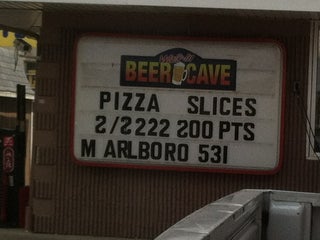 BEER CAVE
PIZZA SLICES
2/2222 200 PTS
M ARLBORO 531